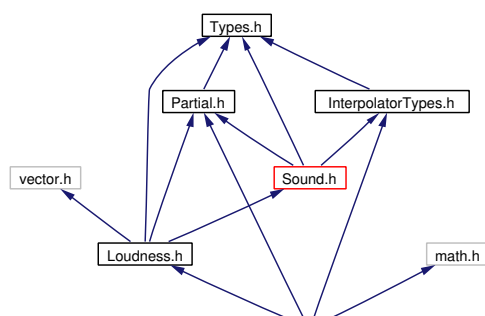 Types.h
Partial.h
InterpolatorTypes.h
vector.h
Sound.h
Loudness.h
math.h